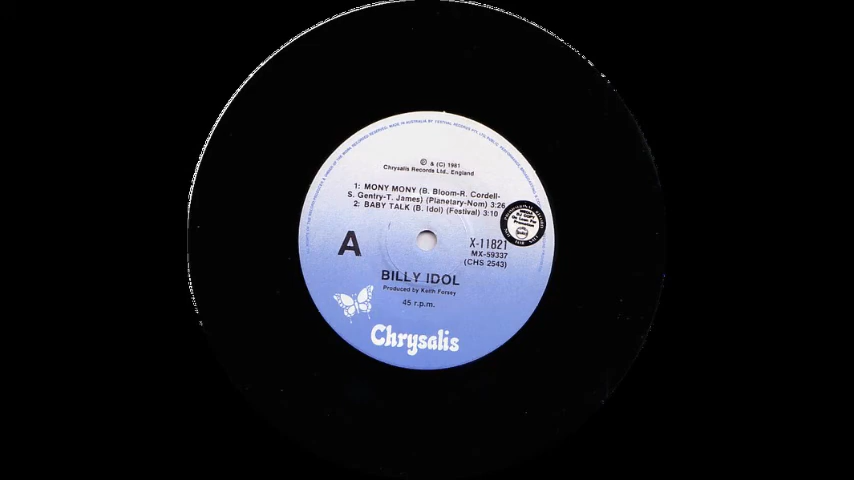 © & (C) 1981
Chrysalis Records Ltd., England
1: MONY MONY (B. Bloom-R. Cordell-
S. Gentry-T. James) (Planetary-Nom) 3:26
2: BABY TALK (B. Idol) (Festival) 3:10
A
X-11821
MX-59337
(CHS 2543)
BILLY IDOL
Produced by Keith Forsey
45 r.p.m.
Chrysalis